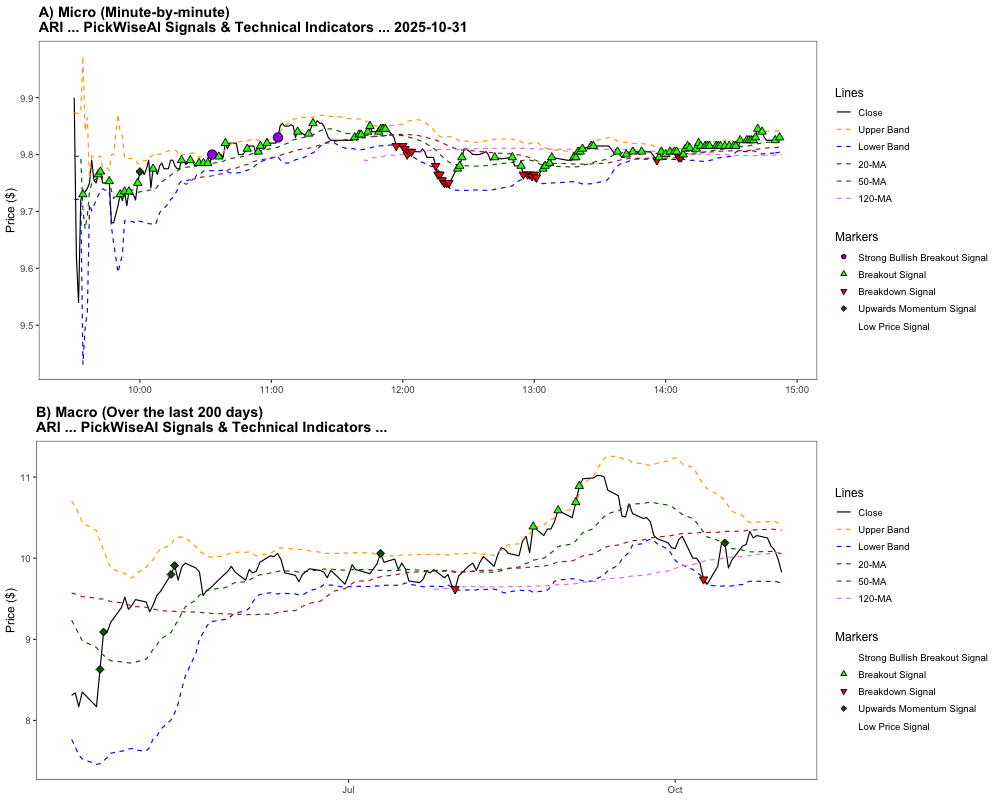 A) Micro (Minute-by-minute)
ARI ... PickWiseAI Signals & Technical Indicators ... 2025-10-31
Price ($)
9.9
9.8
9.7
9.6
9.5
10:00
11:00
12:00
13:00
14:00
15:00
Lines
Close
Upper Band
Lower Band
20-MA
50-MA
120-MA
Markers
Strong Bullish Breakout Signal
Breakout Signal
Breakdown Signal
Upwards Momentum Signal
Low Price Signal
B) Macro (Over the last 200 days)
ARI ... PickWiseAI Signals & Technical Indicators ...
Price ($)
11
10
9
8
Jul
Oct
Lines
Close
Upper Band
Lower Band
20-MA
50-MA
120-MA
Markers
Strong Bullish Breakout Signal
Breakout Signal
Breakdown Signal
Upwards Momentum Signal
Low Price Signal